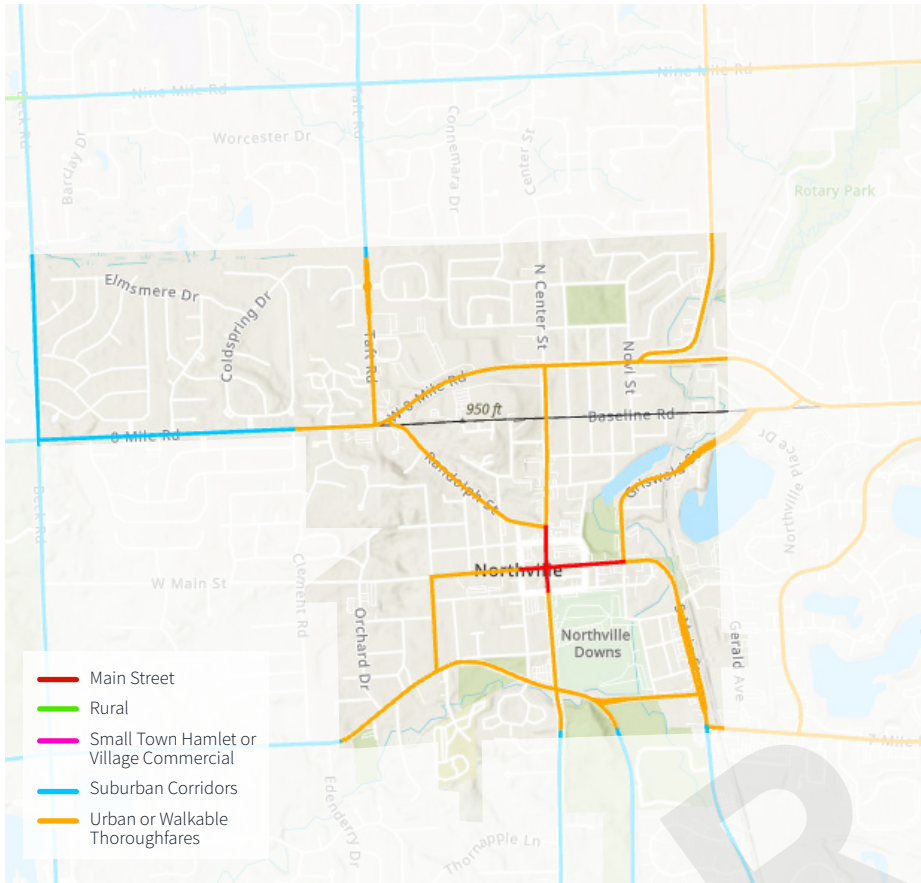 Nine Mile Rd
Nine Mile Rd
Beck Rd
Taft Rd
Worcester Dr
Connemara Dr
Center St
Barclay Dr
Rotary Park
Elmsmere Dr
Coldspring Dr
N Center St
Taft Rd
Novi St
W 8 Mile Rd
950 ft
Baseline Rd
8 Mile Rd
Randolph St
Griswold St
Northville Place Dr
Beck Rd
Northville
W Main St
Clement Rd
Orchard Dr
Northville
Downs
S Main St
Gerald Ave
7 Mile
Edenderry Dr
Thornapple Ln
Main Street
Rural
Small Town Hamlet or
Village Commercial
Suburban Corridors
Urban or Walkable
Thoroughfares
R